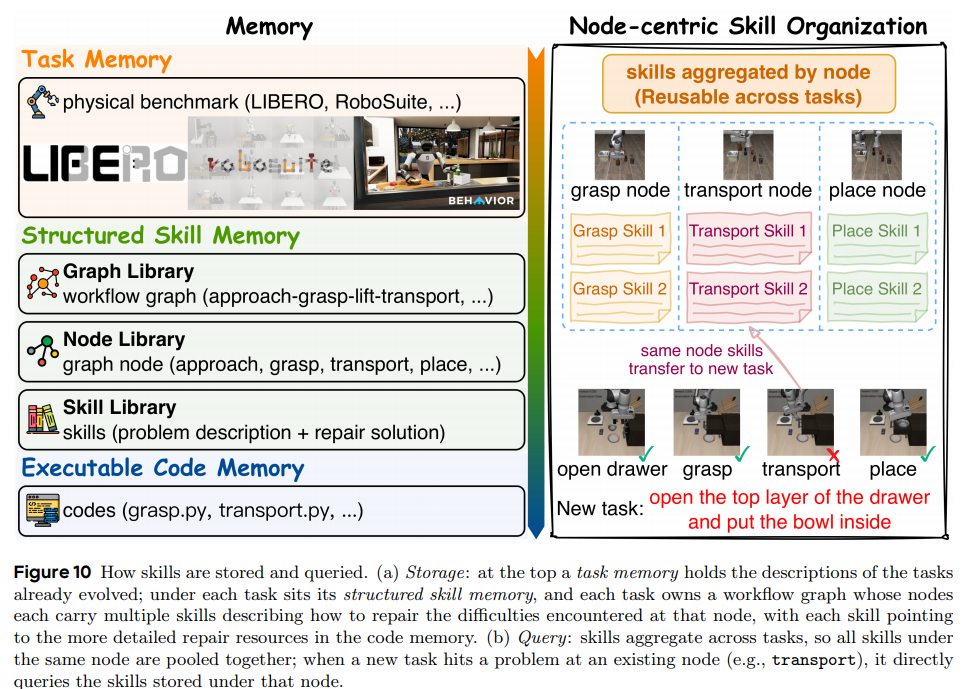 Memory
Task Memory
physical benchmark (LIBERO, RoboSuite, ...)
LIBERO
robosuite
BEHAVIOR
Structured Skill Memory
Graph Library
workflow graph (approach-grasp-lift-transport, ...)
Node Library
graph node (approach, grasp, transport, place, ...)
Skill Library
skills (problem description + repair solution)
Executable Code Memory
codes (grasp.py, transport.py, ...)
Node-centric Skill Organization
skills aggregated by node
(Reusable across tasks)
grasp node transport node place node
Grasp Skill 1 Transport Skill 1 Place Skill 1
Grasp Skill 2 Transport Skill 2 Place Skill 2
same node skills
transfer to new task
open drawer grasp transport place
New task: open the top layer of the drawer
and put the bowl inside
Figure 10 How skills are stored and queried. (a) Storage: at the top a task memory holds the descriptions of the tasks
already evolved; under each task sits its structured skill memory, and each task owns a workflow graph whose nodes
each carry multiple skills describing how to repair the difficulties encountered at that node, with each skill pointing
to the more detailed repair resources in the code memory. (b) Query: skills aggregate across tasks, so all skills under
the same node are pooled together; when a new task hits a problem at an existing node (e.g., transport), it directly
queries the skills stored under that node.